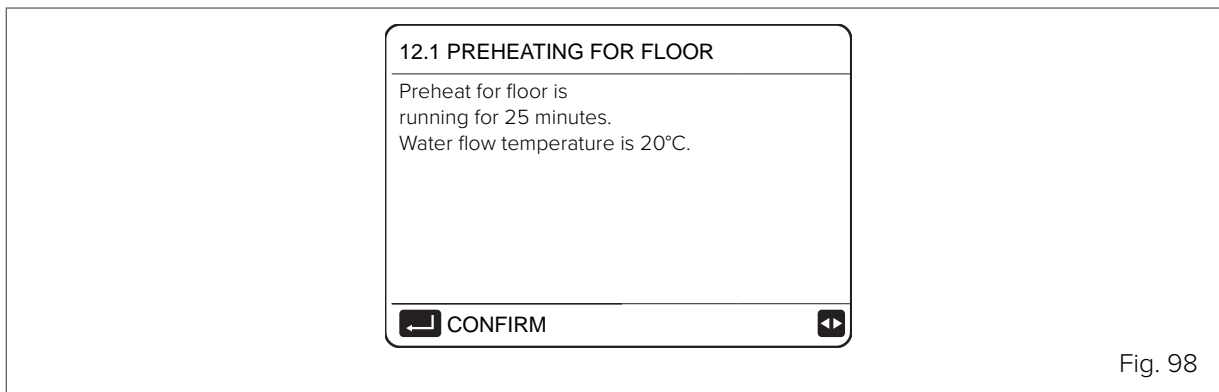 12.1 PREHEATING FOR FLOOR
Preheat for floor is
running for 25 minutes.
Water flow temperature is 20°C.
CONFIRM
Fig. 98